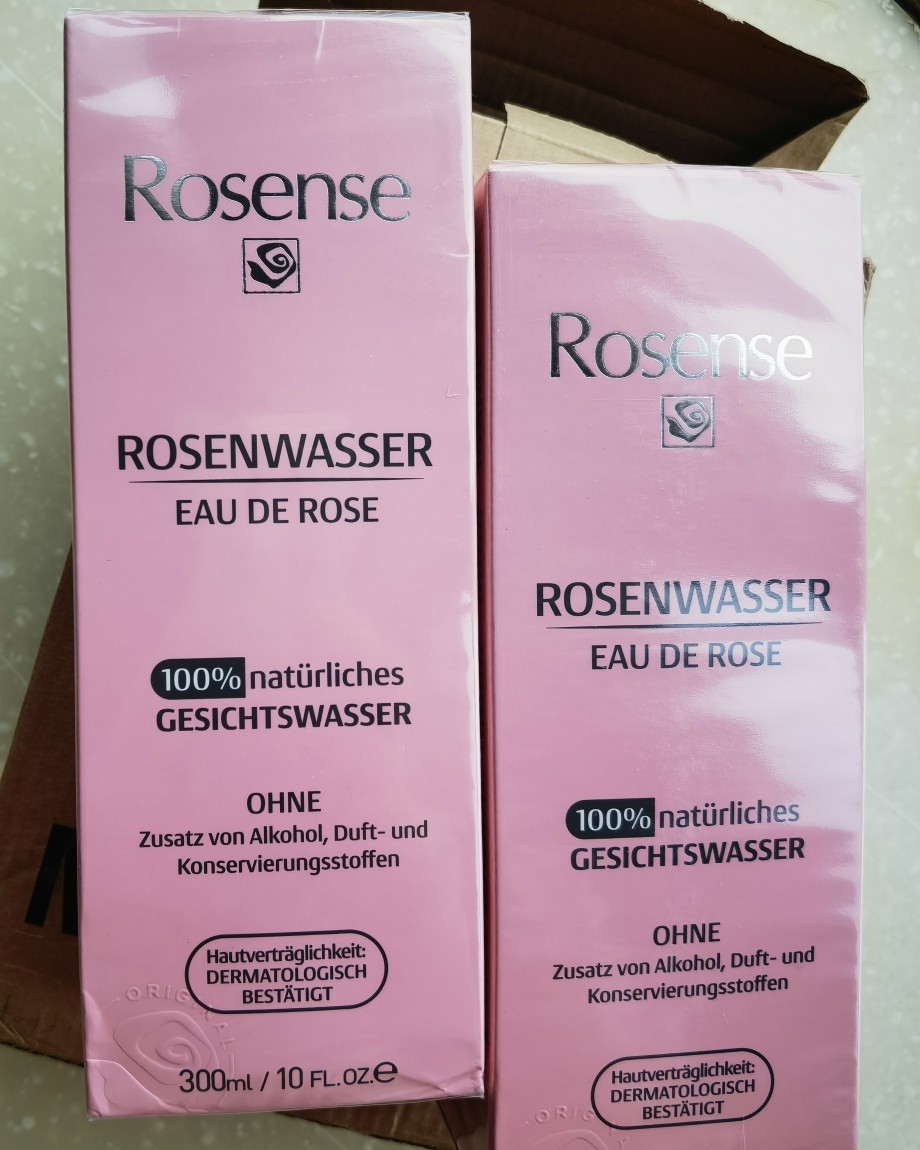 Rosense
ROSENWASSER
EAU DE ROSE
100% natürliches
GESICHTSWASSER
OHNE
Zusatz von Alkohol, Duft- und
Konservierungsstoffen
Hautverträglichkeit:
DERMATOLOGISCH
BESTÄTIGT
ORIGINAL
300ml / 10 FL.OZ.e
Rosense
ROSENWASSER
EAU DE ROSE
100% natürliches
GESICHTSWASSER
OHNE
Zusatz von Alkohol, Duft- und
Konservierungsstoffen
Hautverträglichkeit:
DERMATOLOGISCH
BESTÄTIGT